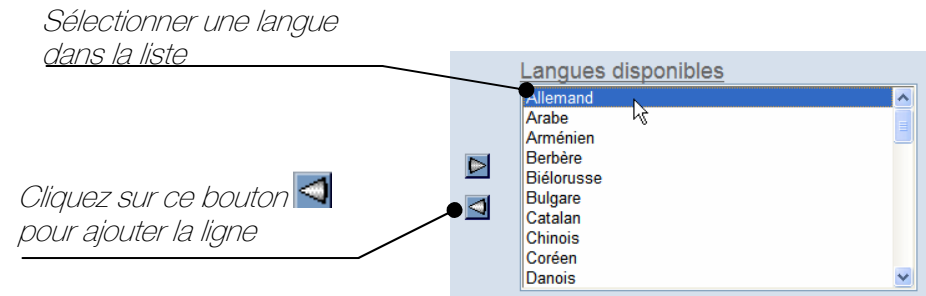 Sélectionner une langue
dans la liste
Langues disponibles
Allemand
Arabe
Arménien
Berbère
Biélorusse
Bulgare
Catalan
Chinois
Coréen
Danois
Cliquez sur ce bouton
pour ajouter la ligne